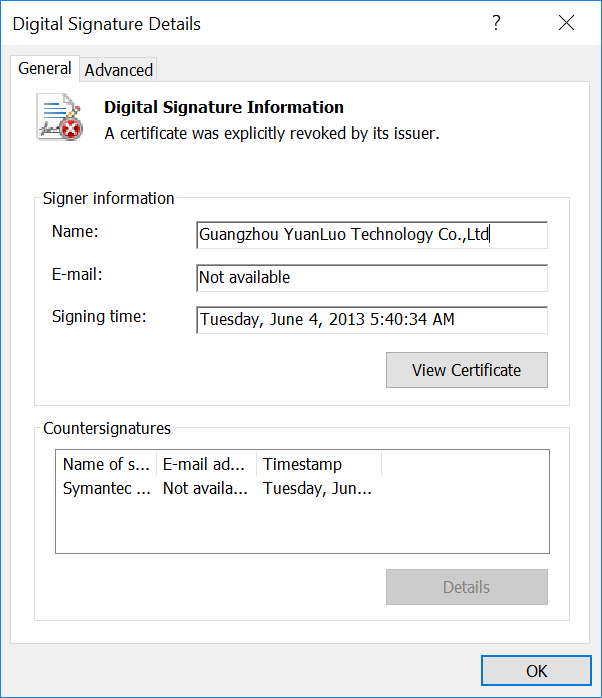 Digital Signature Details
?
General
Advanced
Digital Signature Information
A certificate was explicitly revoked by its issuer.
Signer information
Name:
Guangzhou YuanLuo Technology Co.,Ltd
E-mail:
Not available
Signing time:
Tuesday, June 4, 2013 5:40:34 AM
View Certificate
Countersignatures
Name of s... E-mail ad... Timestamp
Symantec ... Not availa... Tuesday, Jun...
Details
OK